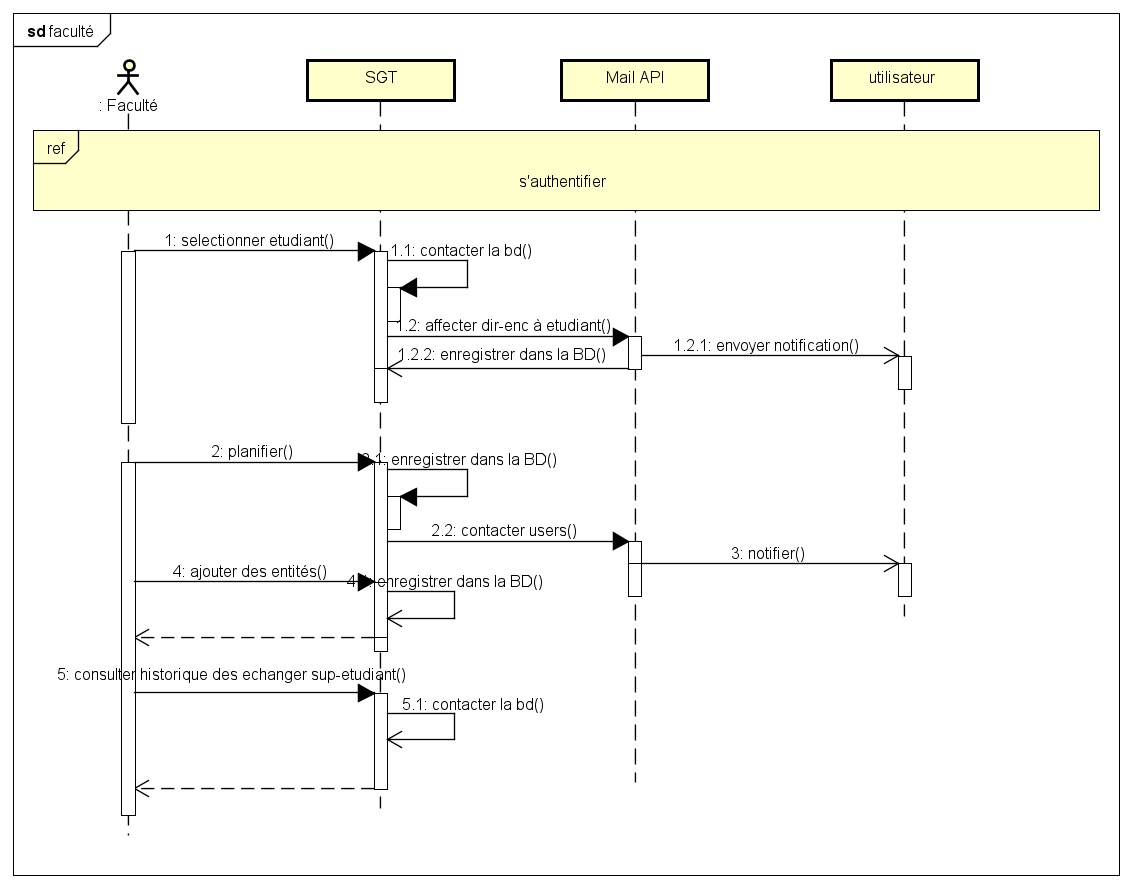 sd faculté
: Faculté
SGT
Mail API
utilisateur
ref
s'authentifier
1: selectionner etudiant()
1.1: contacter la bd()
1.2: affecter dir-enc à etudiant()
1.2.1: envoyer notification()
1.2.2: enregistrer dans la BD()
2: planifier()
2.1: enregistrer dans la BD()
2.2: contacter users()
3: notifier()
4: ajouter des entités()
4.1: enregistrer dans la BD()
5: consulter historique des echanger sup-etudiant()
5.1: contacter la bd()